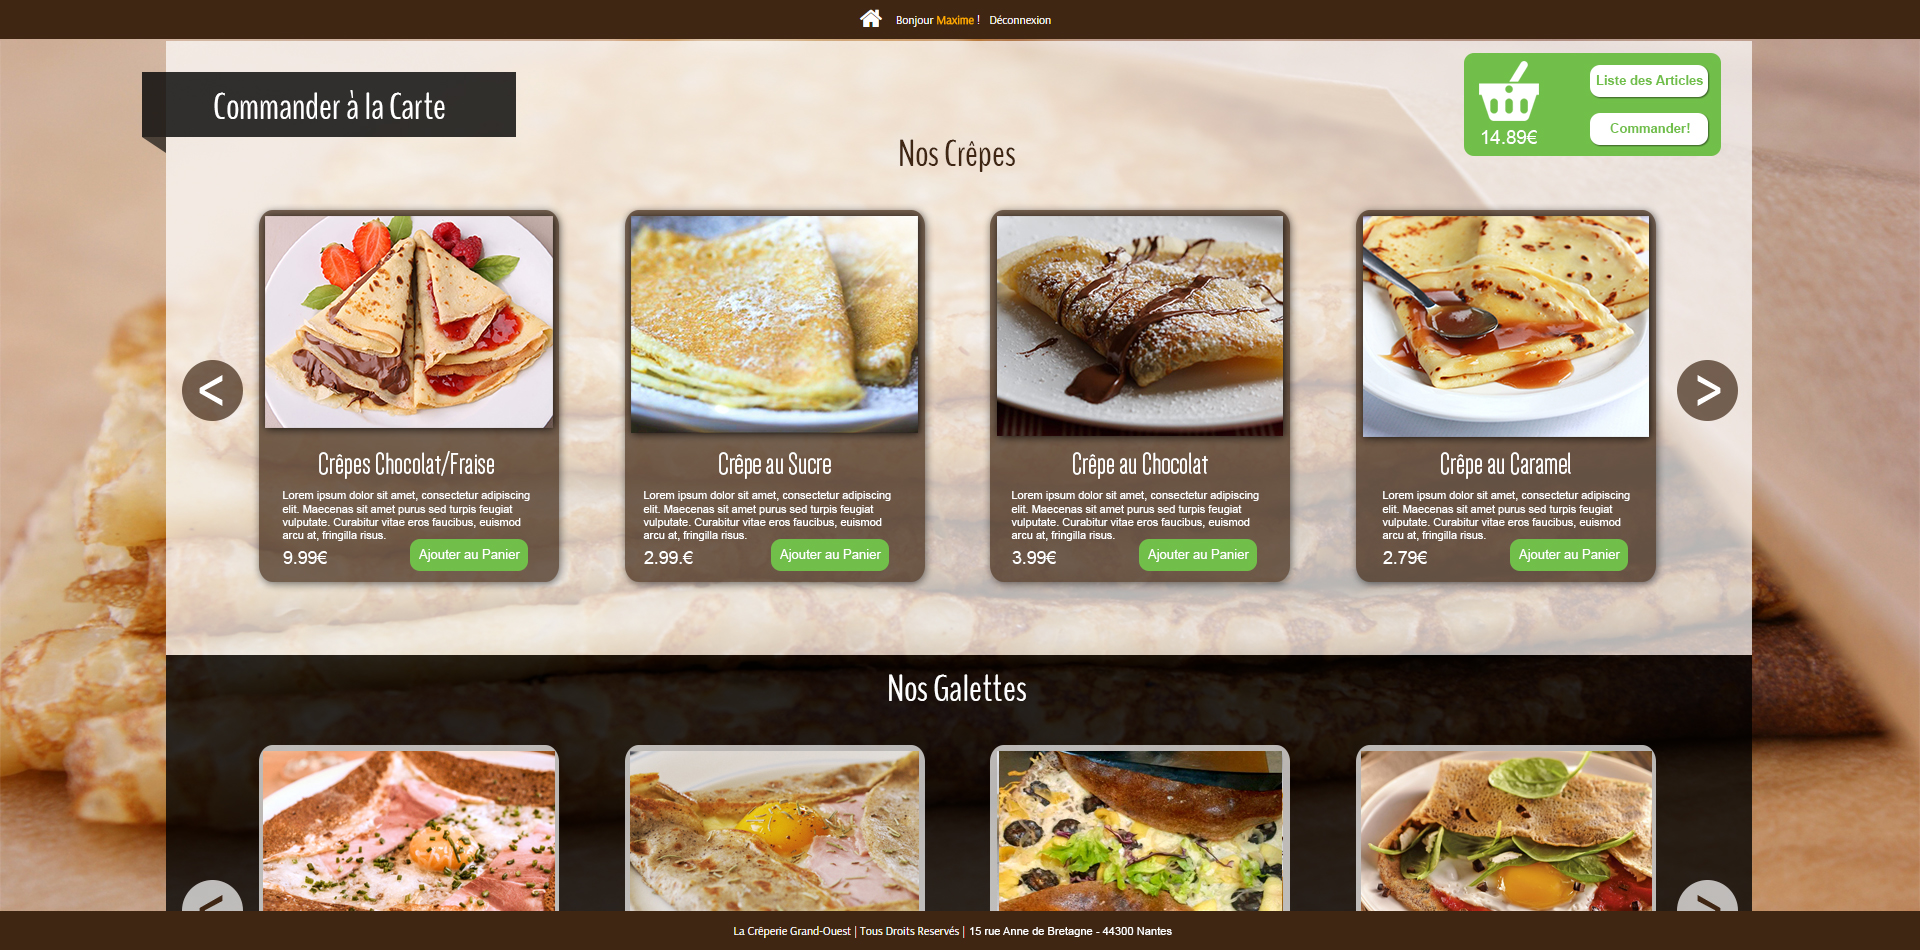 Bonjour Maxime ! Déconnexion
Commander à la Carte
Liste des Articles
14.89€
Commander!
Nos Crêpes
<
>
Crêpes Chocolat/Fraise
Lorem ipsum dolor sit amet, consectetur adipiscing
elit. Maecenas sit amet purus sed turpis feugiat
vulputate. Curabitur vitae eros faucibus, euismod
arcu at, fringilla risus.
9.99€
Ajouter au Panier
Crêpe au Sucre
Lorem ipsum dolor sit amet, consectetur adipiscing
elit. Maecenas sit amet purus sed turpis feugiat
vulputate. Curabitur vitae eros faucibus, euismod
arcu at, fringilla risus.
2.99.€
Ajouter au Panier
Crêpe au Chocolat
Lorem ipsum dolor sit amet, consectetur adipiscing
elit. Maecenas sit amet purus sed turpis feugiat
vulputate. Curabitur vitae eros faucibus, euismod
arcu at, fringilla risus.
3.99€
Ajouter au Panier
Crêpe au Caramel
Lorem ipsum dolor sit amet, consectetur adipiscing
elit. Maecenas sit amet purus sed turpis feugiat
vulputate. Curabitur vitae eros faucibus, euismod
arcu at, fringilla risus.
2.79€
Ajouter au Panier
Nos Galettes
<
>
La Crêperie Grand-Ouest | Tous Droits Reservés | 15 rue Anne de Bretagne - 44300 Nantes